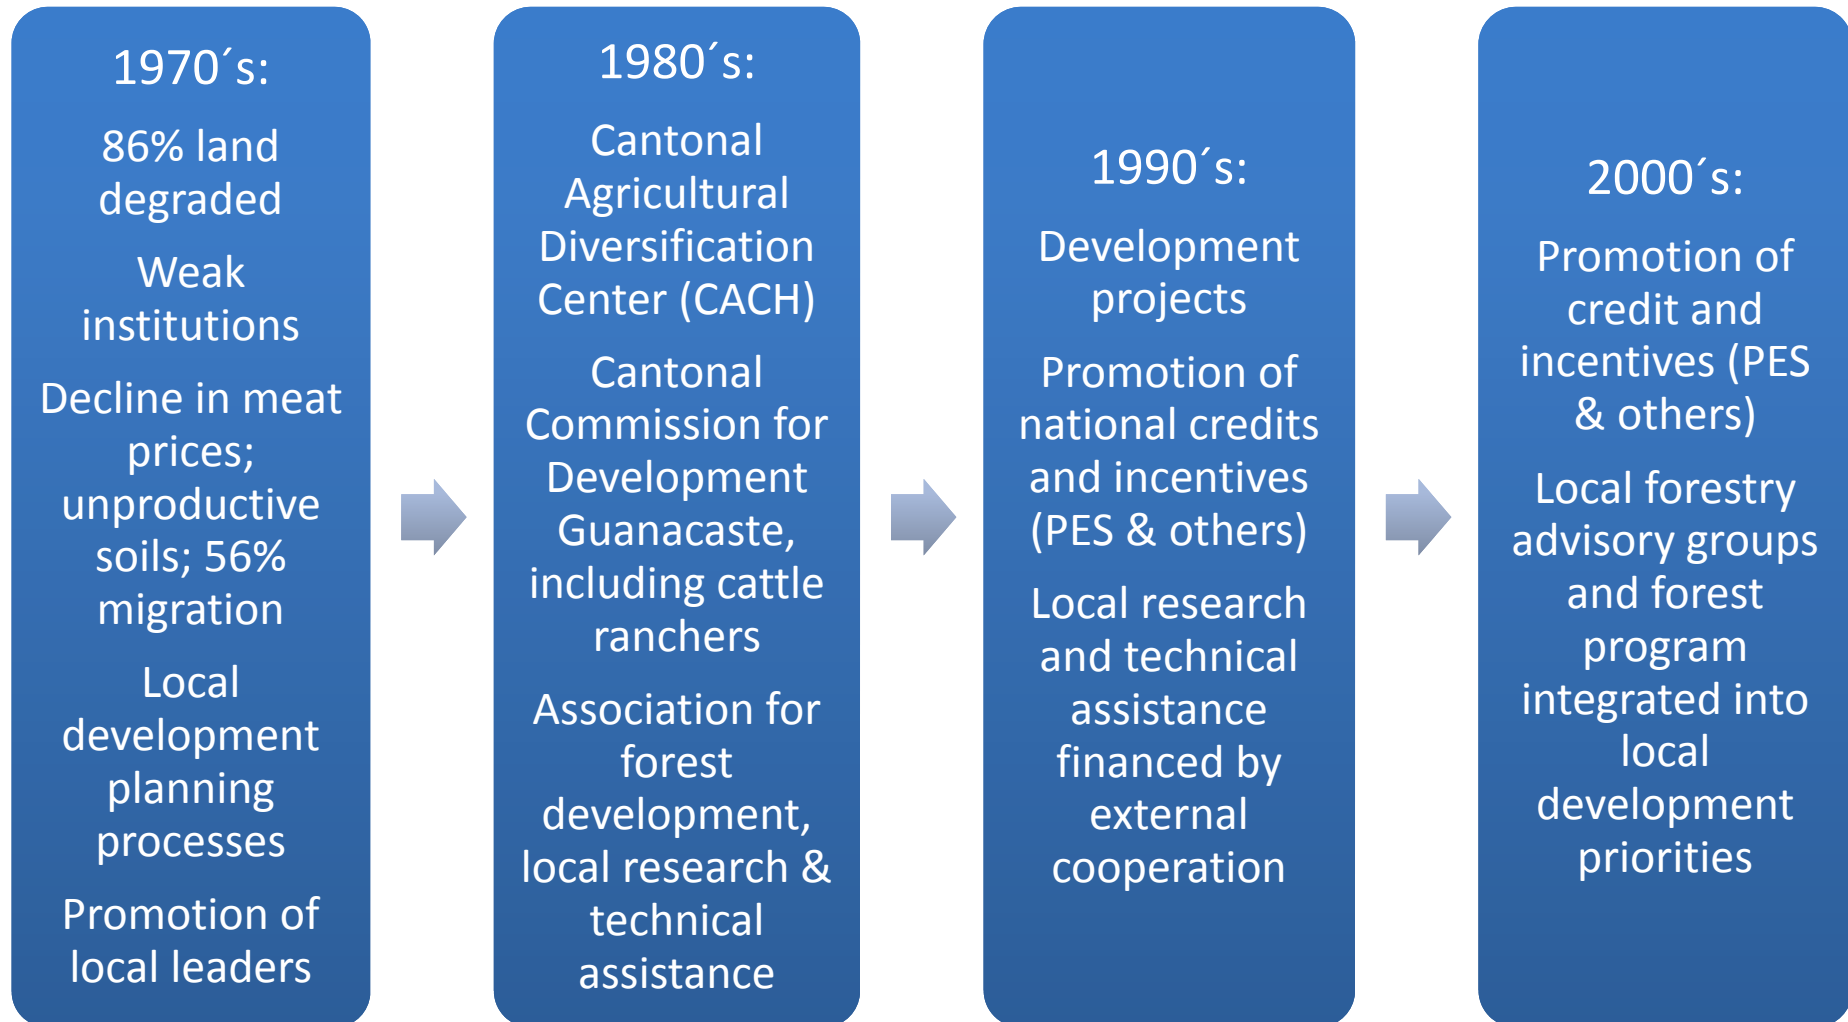 1970´s:
86% land
degraded
Weak
institutions
Decline in meat
prices;
unproductive
soils; 56%
migration
Local
development
planning
processes
Promotion of
local leaders
1980´s:
Cantonal
Agricultural
Diversification
Center (CACH)
Cantonal
Commission for
Development
Guanacaste,
including cattle
ranchers
Association for
forest
development,
local research &
technical
assistance
1990´s:
Development
projects
Promotion of
national credits
and incentives
(PES & others)
Local research
and technical
assistance
financed by
external
cooperation
2000´s:
Promotion of
credit and
incentives (PES
& others)
Local forestry
advisory groups
and forest
program
integrated into
local
development
priorities